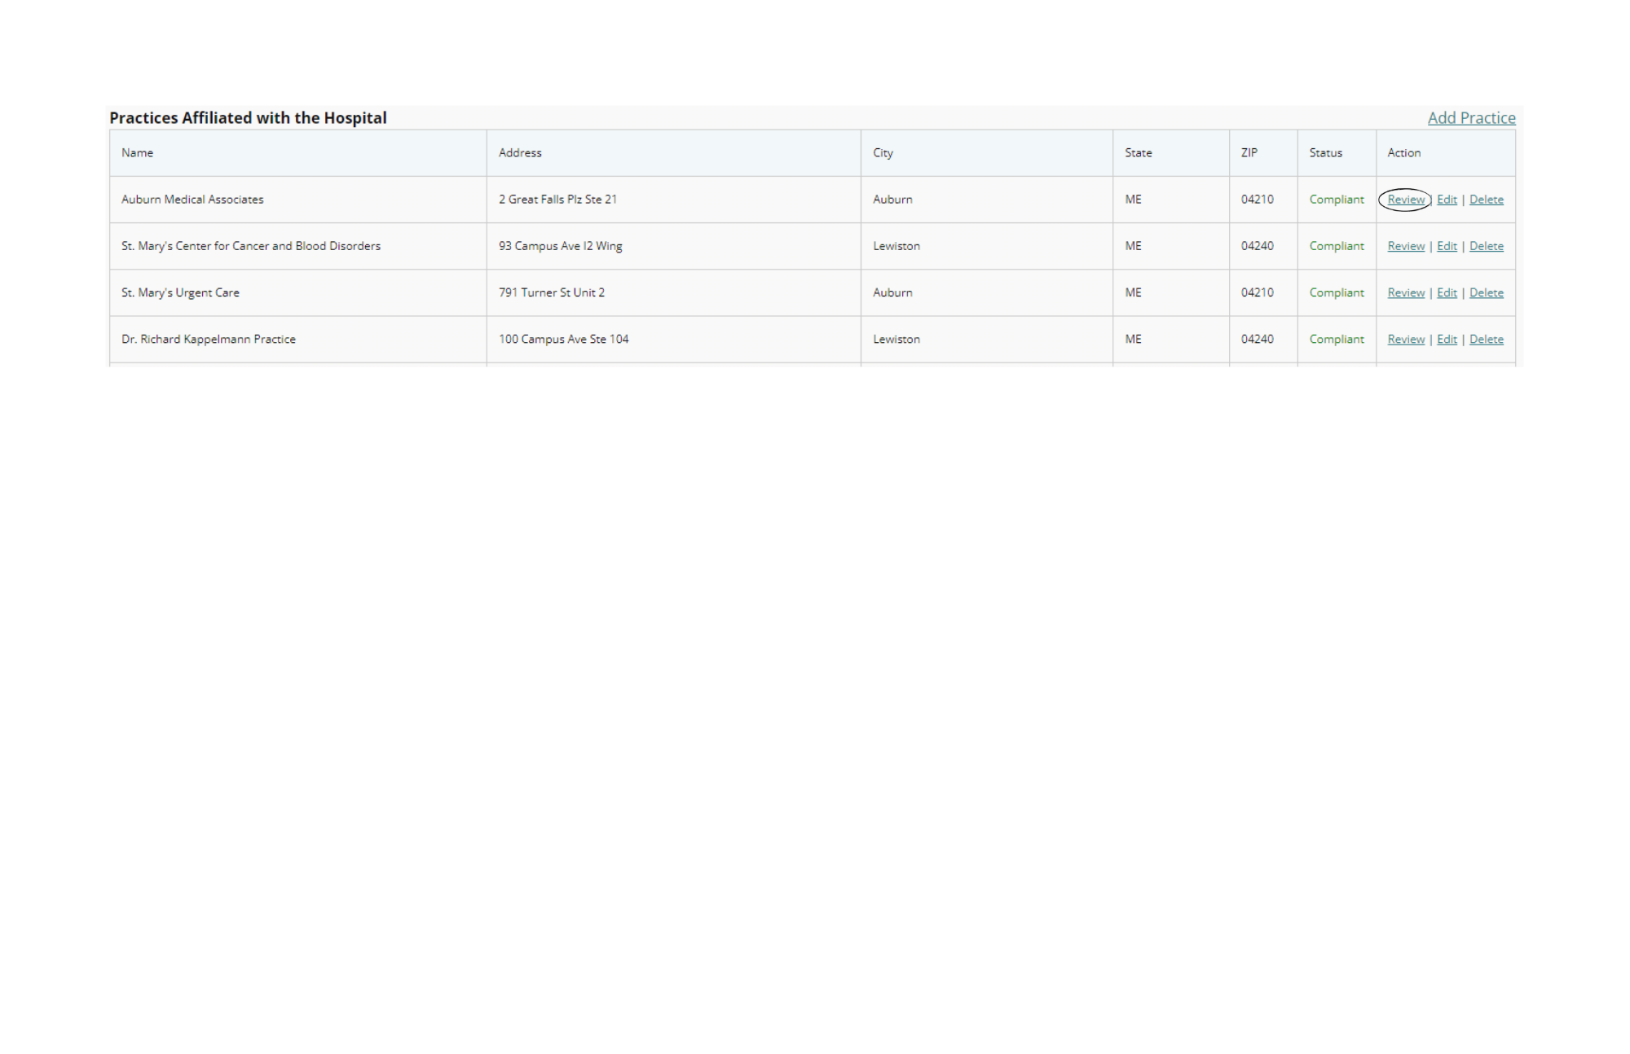 Practices Affiliated with the Hospital Add Practice
Name Address City State ZIP Status Action
Auburn Medical Associates 2 Great Falls Plz Ste 21 Auburn ME 04210 Compliant Review | Edit | Delete
St. Mary's Center for Cancer and Blood Disorders 93 Campus Ave I2 Wing Lewiston ME 04240 Compliant Review | Edit | Delete
St. Mary's Urgent Care 791 Turner St Unit 2 Auburn ME 04210 Compliant Review | Edit | Delete
Dr. Richard Kappelmann Practice 100 Campus Ave Ste 104 Lewiston ME 04240 Compliant Review | Edit | Delete